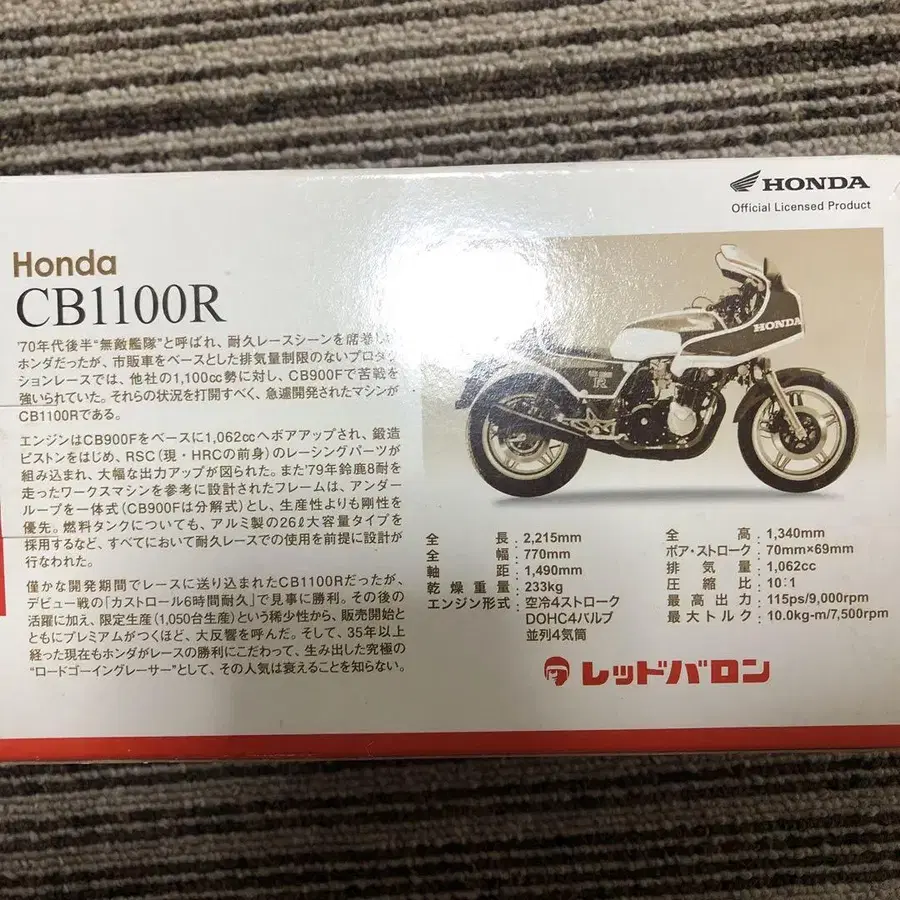 HONDA
Official Licensed Product
Honda
CB1100R
'70年代後半“無敵艦隊”と呼ばれ、耐久レースシーンを席巻し
ホンダだったが、市販車をベースとした排気量制限のないプロダク
ションレースでは、他社の1,100cc勢に対し、CB900Fで苦戦を
強いられていた。それらの状況を打開すべく、急遽開発されたマシンが
CB1100Rである。
エンジンはCB900Fをベースに1,062ccへボアアップされ、鍛造
ピストンをはじめ、RSC(現・HRCの前身)のレーシングパーツが
組み込まれ、大幅な出力アップが図られた。また'79年鈴鹿8耐を
走ったワークスマシンを参考に設計されたフレームは、アンダー
ループを一体式(CB900Fは分解式)とし、生産性よりも剛性を
優先。燃料タンクについても、アルミ製の26ℓ大容量タイプを
採用するなど、すべてにおいて耐久レースでの使用を前提に設計が
行なわれた。
僅かな開発期間でレースに送り込まれたCB1100Rだったが、
デビュー戦の「カストロール6時間耐久」で見事に勝利。その後の
活躍に加え、限定生産(1,050台生産)という稀少性から、販売開始と
ともにプレミアムがつくほど、大反響を呼んだ。そして、35年以上
経った現在もホンダがレースの勝利にこだわって、生み出した究極の
“ロードゴーイングレーサー”として、その人気は衰えることを知らない。
HONDA
全長:2,215mm
全幅:770mm
軸距:1,490mm
乾燥重量:233kg
エンジン形式:空冷4ストローク
DOHC4バルブ
並列4気筒
全高:1,340mm
ボア・ストローク:70mm×69mm
排気量:1,062cc
圧縮比:10:1
最高出力:115ps/9,000rpm
最大トルク:10.0kg-m/7,500rpm
レッドバロン